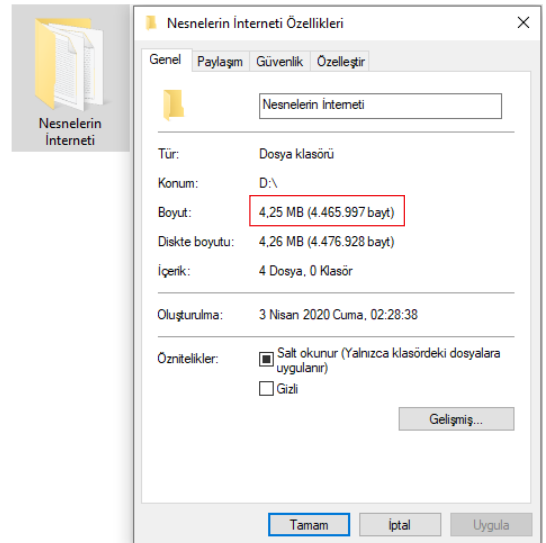 Nesnelerin
İnterneti
Nesnelerin İnterneti Özellikleri
Genel Paylaşım Güvenlik Özelleştir
Nesnelerin İnterneti
Tür: Dosya klasörü
Konum: D:\
Boyut: 4,25 MB (4.465.997 bayt)
Diskte boyutu: 4,26 MB (4.476.928 bayt)
İçerik: 4 Dosya, 0 Klasör
Oluşturulma: 3 Nisan 2020 Cuma, 02:28:38
Öznitelikler: Salt okunur (Yalnızca klasördeki dosyalara
uygulanır)
Gizli
Gelişmiş...
Tamam İptal Uygula